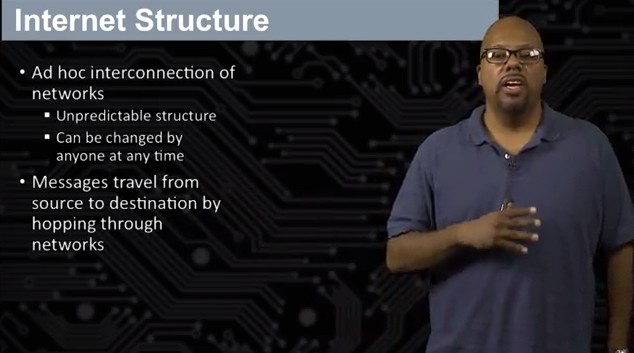 Internet Structure
• Ad hoc interconnection of
networks
▪ Unpredictable structure
▪ Can be changed by
anyone at any time
• Messages travel from
source to destination by
hopping through
networks